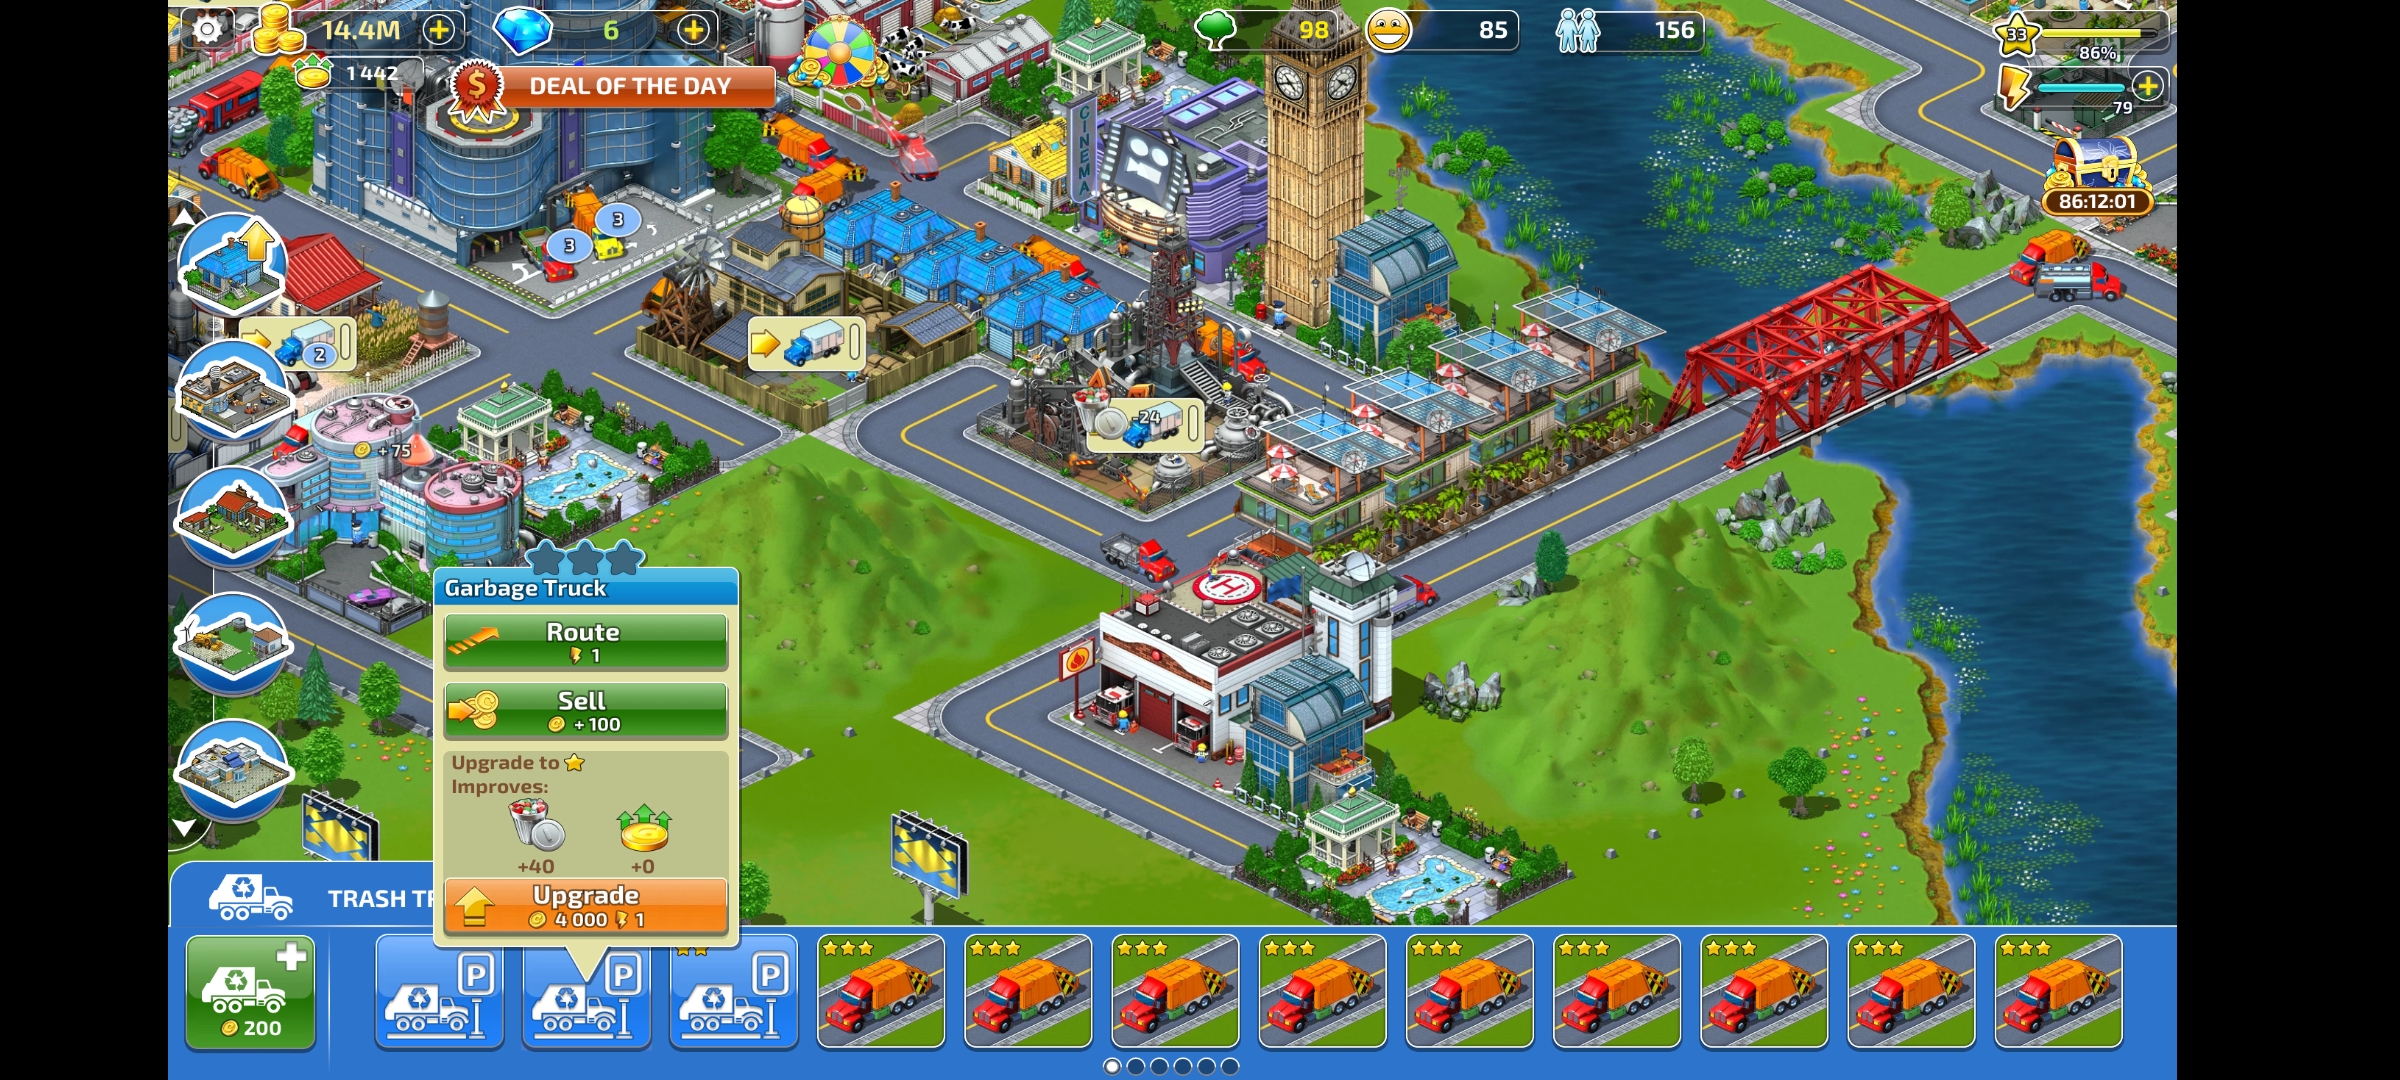 14.4M
6
98
85
156
33
86%
1 442
DEAL OF THE DAY
79
86:12:01
CINEMA
3
3
2
-24
+75
H
Garbage Truck
Route
1
Sell
+100
Upgrade to
Improves:
+40
+0
Upgrade
4 000 1
TRASH TR
200
P
P
P